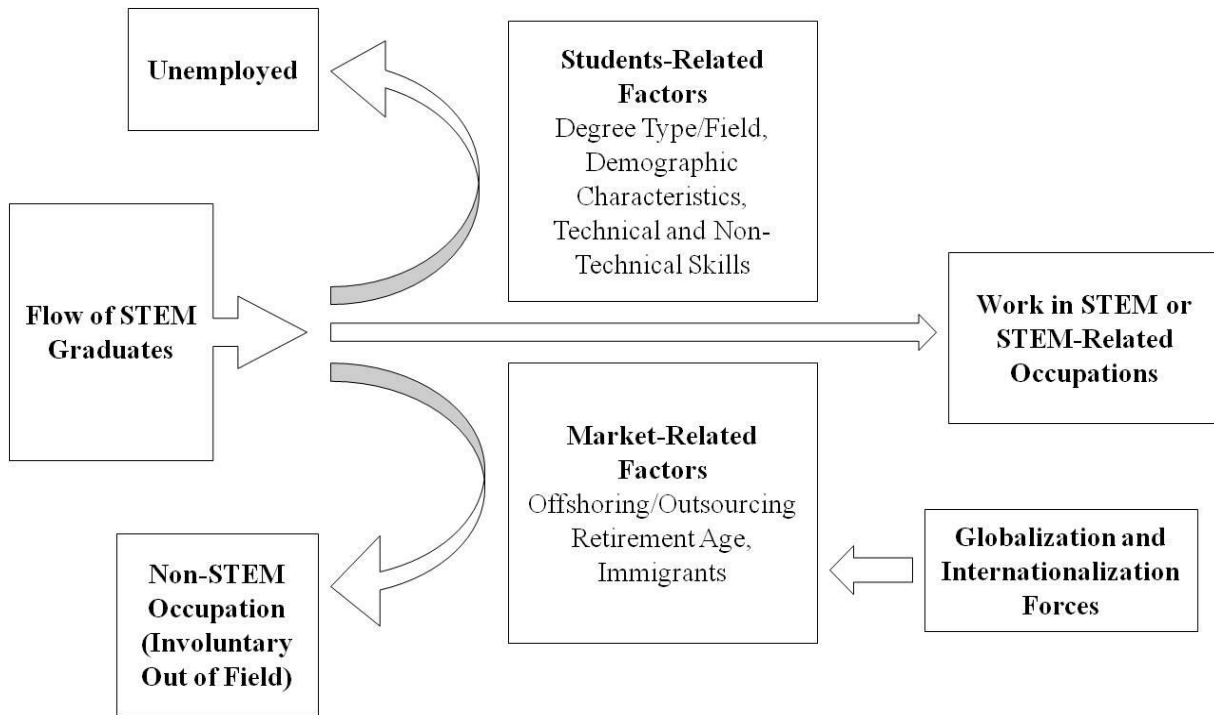 Unemployed
Students-Related
Factors
Degree Type/Field,
Demographic
Characteristics,
Technical and Non-
Technical Skills
Flow of STEM
Graduates
Work in STEM or
STEM-Related
Occupations
Market-Related
Factors
Offshoring/Outsourcing
Retirement Age,
Immigrants
Globalization and
Internationalization
Forces
Non-STEM
Occupation
(Involuntary
Out of Field)